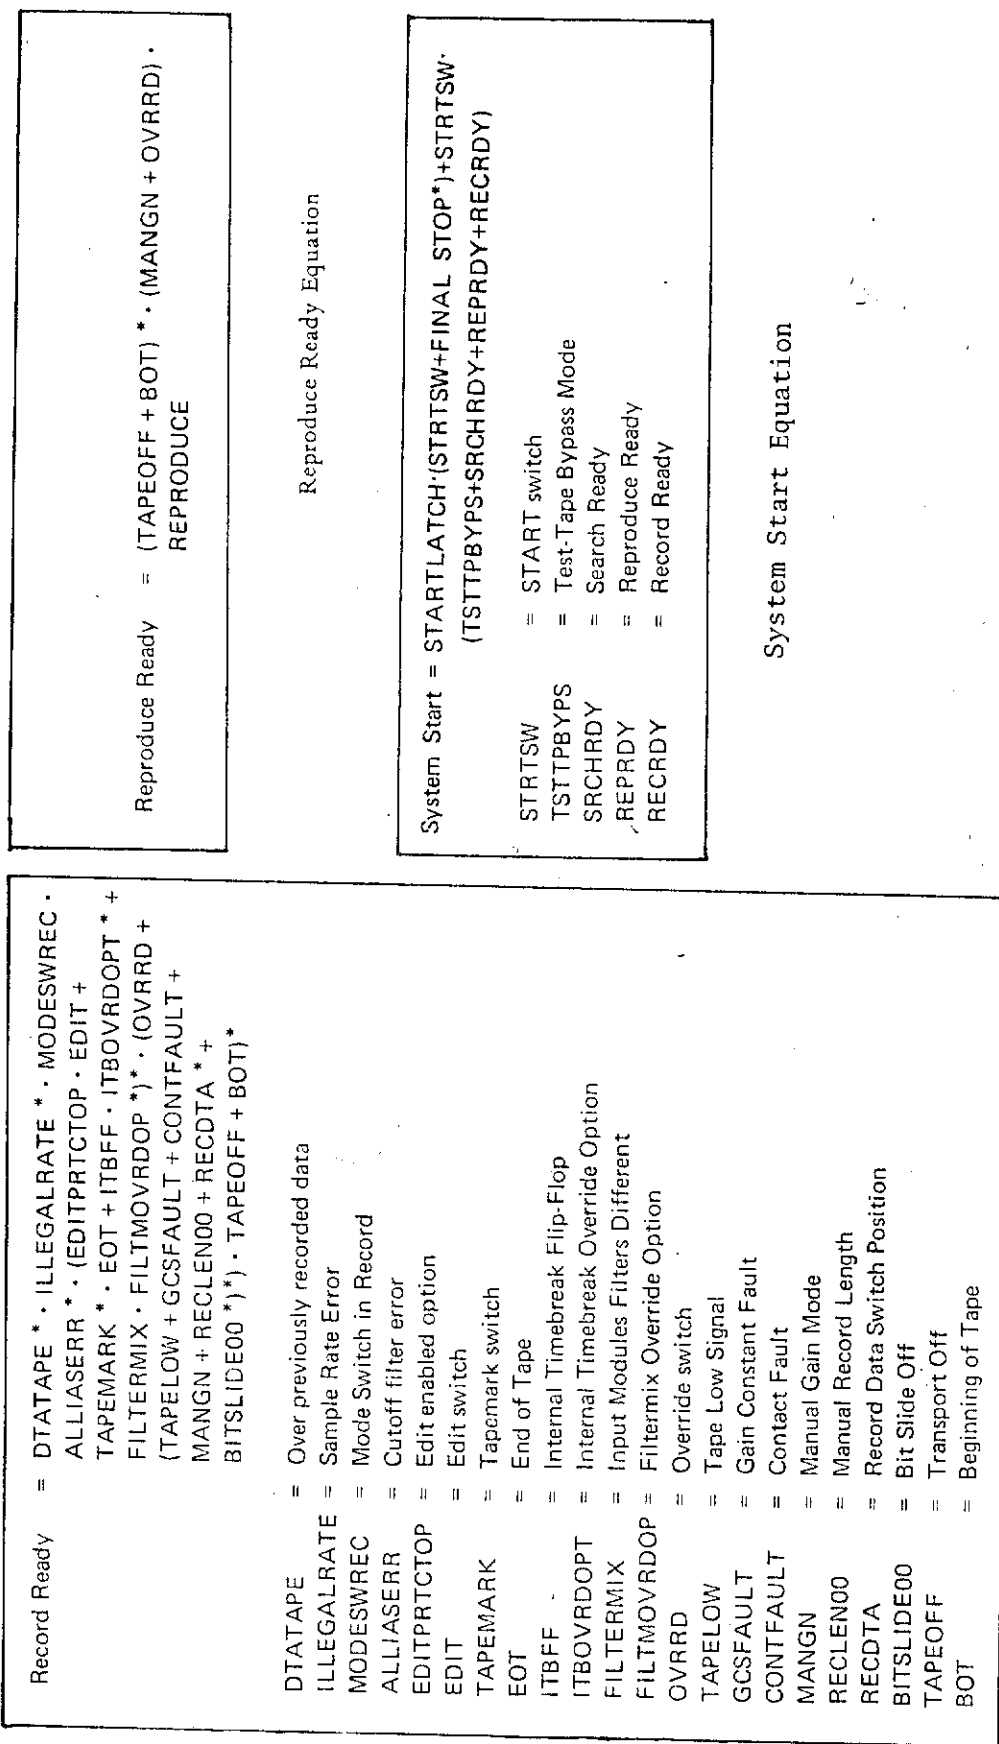 Record Ready = DTATAPE * · ILLEGALRATE * · MODESWREC ·
ALLIASERR * · (EDITPRTCTOP · EDIT +
TAPEMARK * · EOT + ITBFF · ITBOVRDOPT * +
FILTERMIX · FILTMOVRDOP *)* · (OVRRD +
(TAPELOW + GCSFAULT + CONTFAULT +
MANGN + RECLEN00 + RECDTA * +
BITSLIDE00 *)*) · TAPEOFF + BOT)*
DTATAPE = Over previously recorded data
ILLEGALRATE = Sample Rate Error
MODESWREC = Mode Switch in Record
ALLIASERR = Cutoff filter error
EDITPRTCTOP = Edit enabled option
EDIT = Edit switch
TAPEMARK = Tapemark switch
EOT = End of Tape
ITBFF = Internal Timebreak Flip-Flop
ITBOVRDOPT = Internal Timebreak Override Option
FILTERMIX = Input Modules Filters Different
FILTMOVRDOP = Filtermix Override Option
OVRRD = Override switch
TAPELOW = Tape Low Signal
GCSFAULT = Gain Constant Fault
CONTFAULT = Contact Fault
MANGN = Manual Gain Mode
RECLEN00 = Manual Record Length
RECDTA = Record Data Switch Position
BITSLIDE00 = Bit Slide Off
TAPEOFF = Transport Off
BOT = Beginning of Tape
Reproduce Ready = (TAPEOFF + BOT) * · (MANGN + OVRRD) ·
REPRODUCE
Reproduce Ready Equation
System Start = STARTLATCH·(STRTSW+FINAL STOP*)+STRTSW·
(TSTTPBYPS+SRCHRDY+REPRDY+RECRDY)
STRTSW = START switch
TSTTPBYPS = Test-Tape Bypass Mode
SRCHRDY = Search Ready
REPRDY = Reproduce Ready
RECRDY = Record Ready
System Start Equation